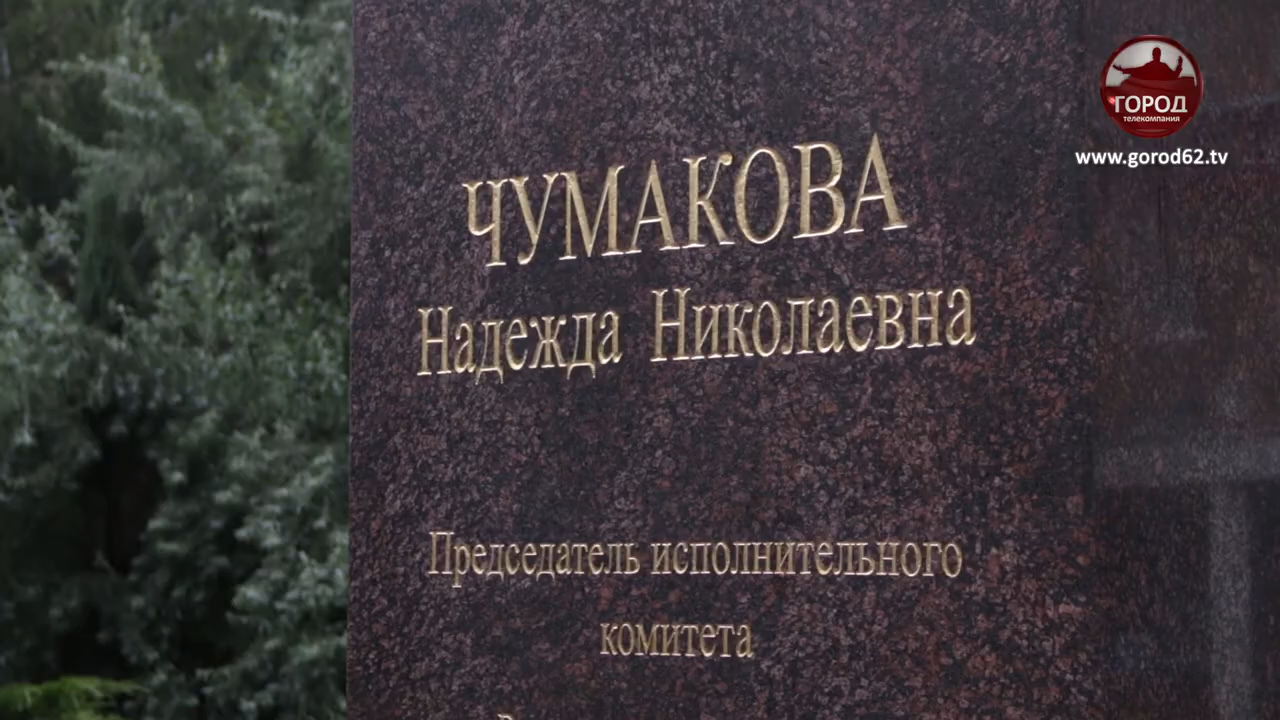 ГОРОД
телекомпания
www.gorod62.tv
ЧУМАКОВА
Надежда Николаевна
Председатель исполнительного
комитета